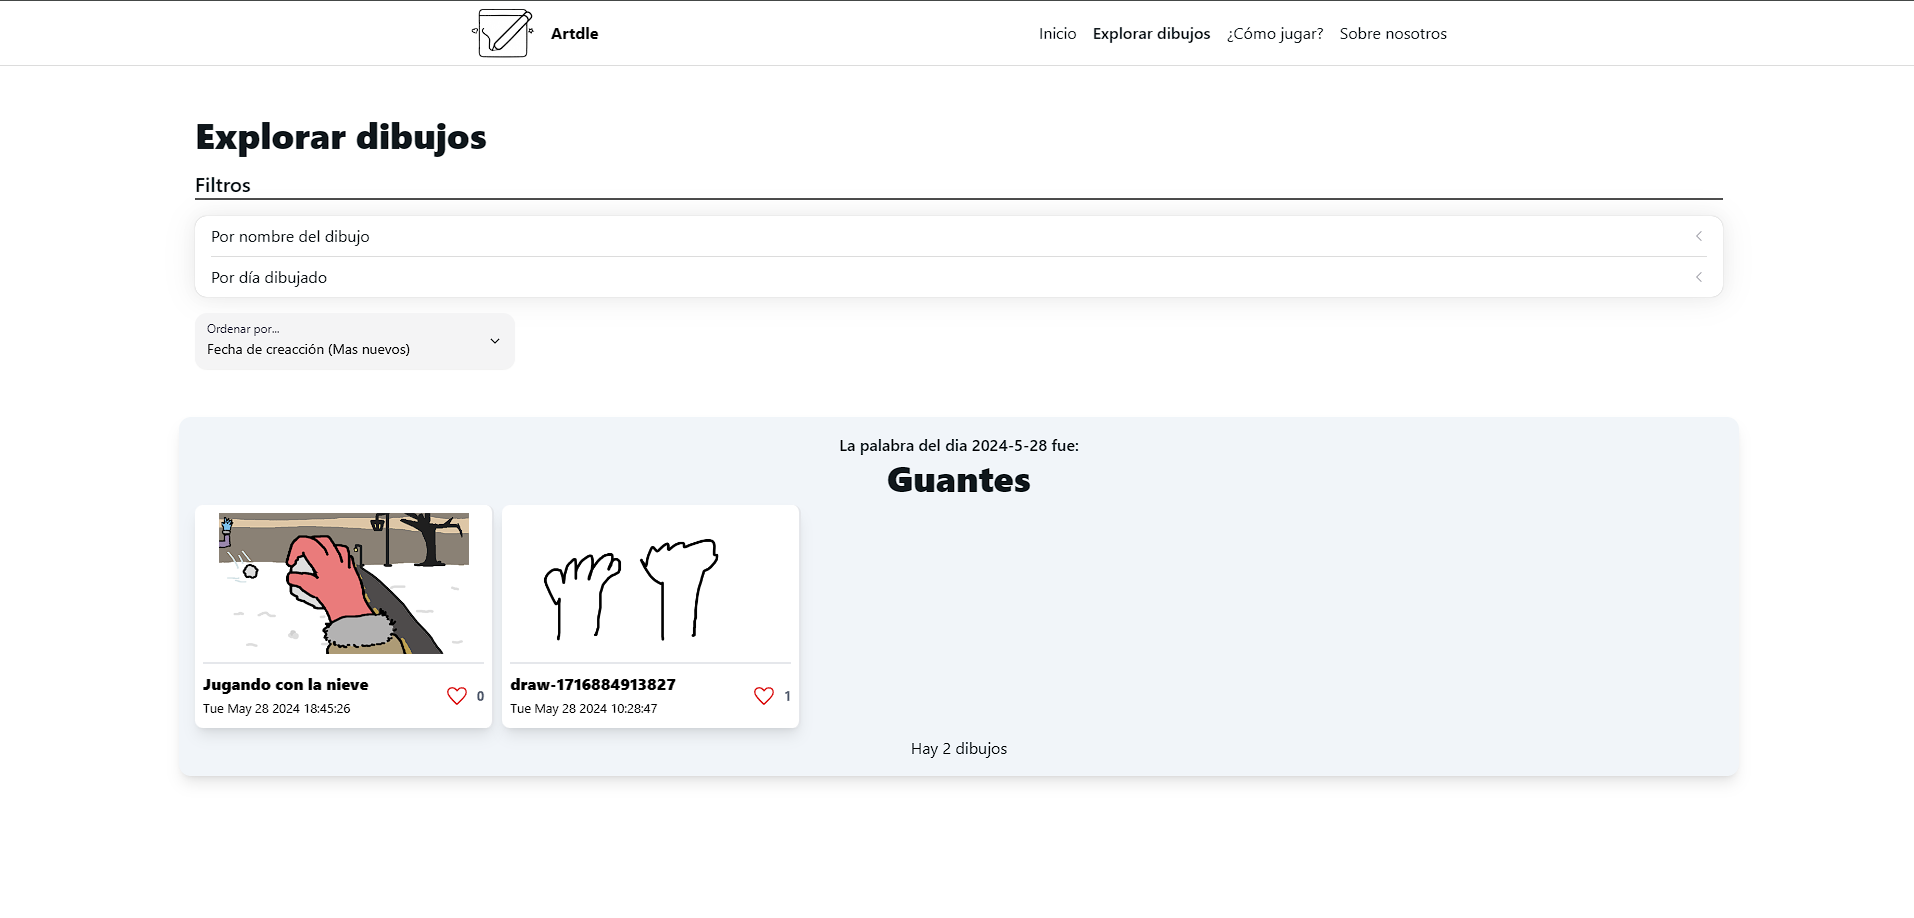 Artdle
Inicio Explorar dibujos ¿Cómo jugar? Sobre nosotros
Explorar dibujos
Filtros
Por nombre del dibujo
Por día dibujado
Ordenar por...
Fecha de creacción (Mas nuevos)
La palabra del dia 2024-5-28 fue:
Guantes
Jugando con la nieve
0
Tue May 28 2024 18:45:26
draw-1716884913827
1
Tue May 28 2024 10:28:47
Hay 2 dibujos